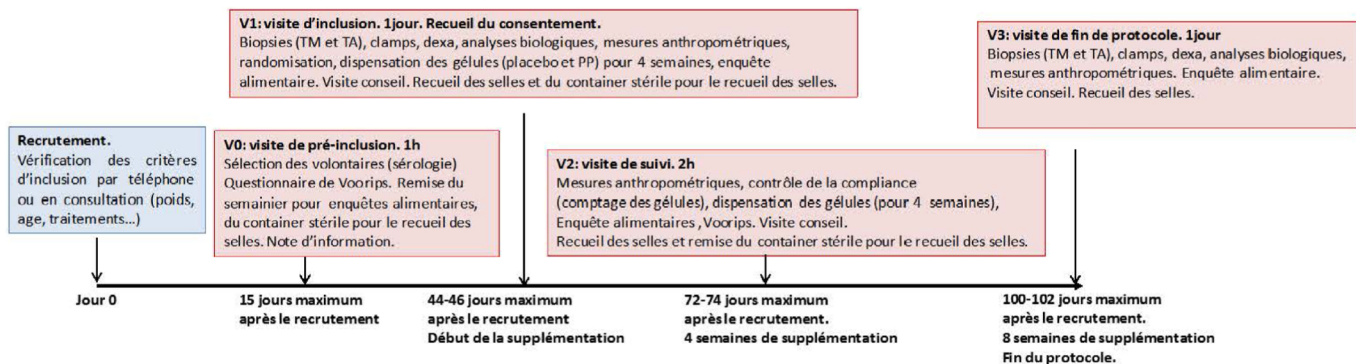 V1: visite d'inclusion. 1jour. Recueil du consentement.
Biopsies (TM et TA), clamps, dexa, analyses biologiques, mesures anthropométriques,
randomisation, dispensation des gélules (placebo et PP) pour 4 semaines, enquête
alimentaire. Visite conseil. Recueil des selles et du container stérile pour le recueil des selles.
V3: visite de fin de protocole. 1jour
Biopsies (TM et TA), clamps, dexa, analyses biologiques,
mesures anthropométriques. Enquête alimentaire.
Visite conseil. Recueil des selles.
Recrutement.
Vérification des critères
d'inclusion par téléphone
ou en consultation (poids,
age, traitements...)
V0: visite de pré-inclusion. 1h
Sélection des volontaires (sérologie)
Questionnaire de Voorips. Remise du
semainier pour enquêtes alimentaires,
du container stérile pour le recueil des
selles. Note d'information.
V2: visite de suivi. 2h
Mesures anthropométriques, contrôle de la compliance
(comptage des gélules), dispensation des gélules (pour 4 semaines),
Enquête alimentaires ,Voorips. Visite conseil.
Recueil des selles et remise du container stérile pour le recueil des selles.
Jour 0
15 jours maximum
après le recrutement
44-46 jours maximum
après le recrutement
Début de la supplémentation
72-74 jours maximum
après le recrutement.
4 semaines de supplémentation
100-102 jours maximum
après le recrutement.
8 semaines de supplémentation
Fin du protocole.